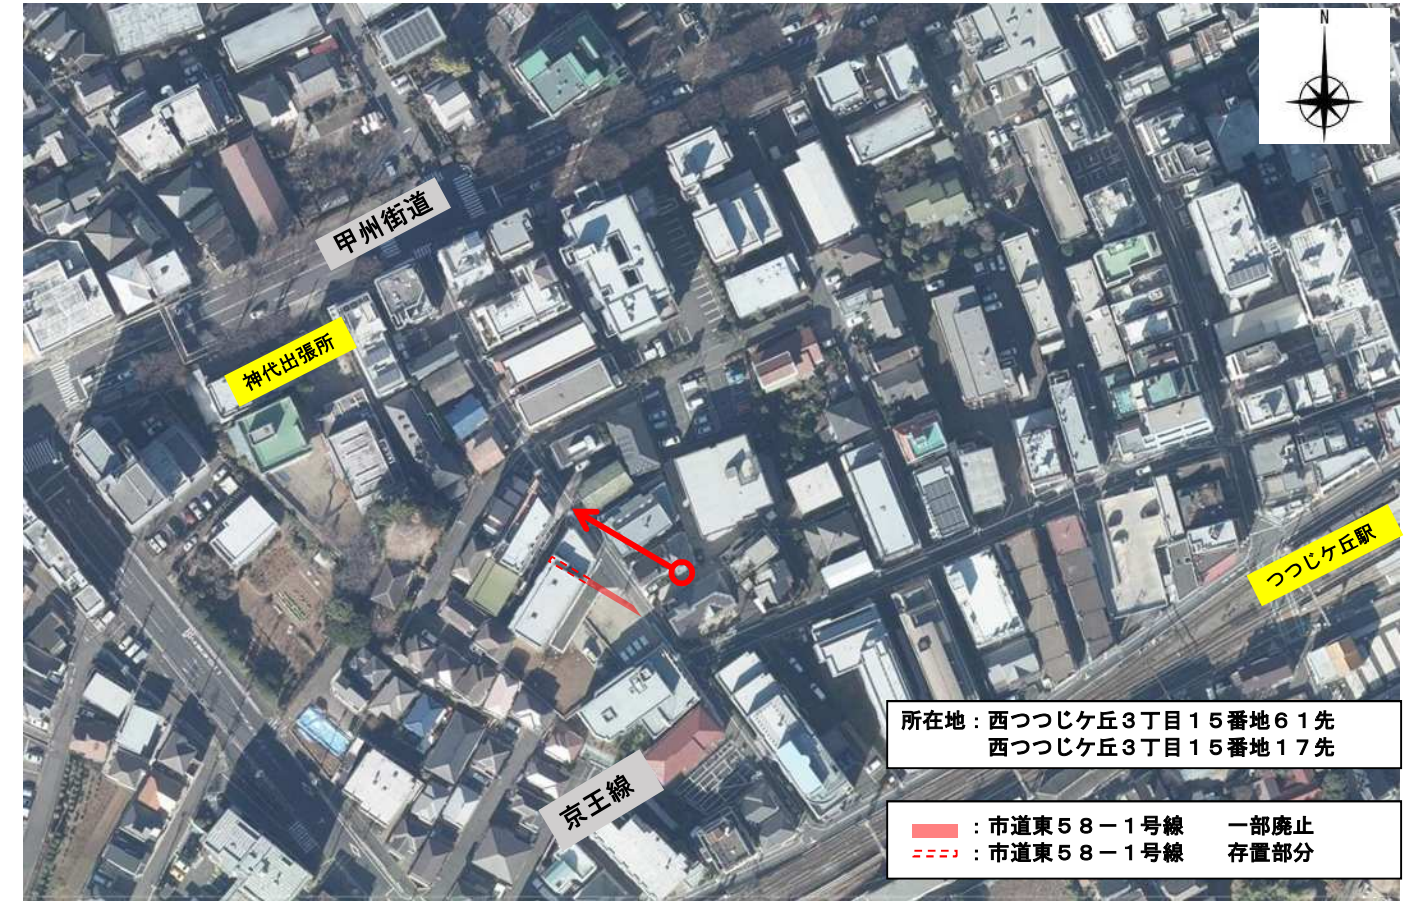 N
甲州街道
神代出張所
つつじケ丘駅
京王線
所在地：西つつじケ丘３丁目１５番地６１先
西つつじケ丘３丁目１５番地１７先
：市道東５８－１号線　　一部廃止
：市道東５８－１号線　　存置部分